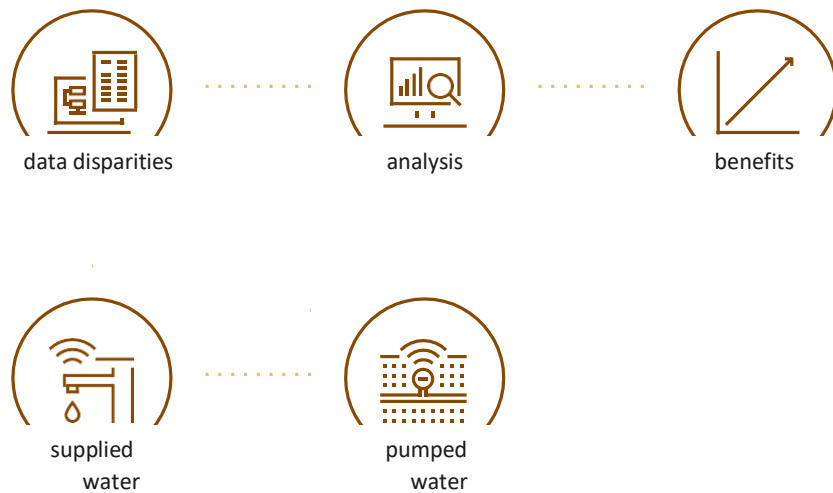 data disparities
analysis
benefits
supplied
water
pumped
water